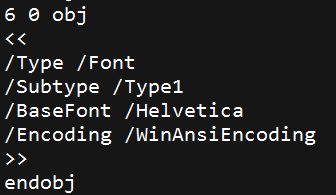 6 0 obj
<<
/Type /Font
/Subtype /Type1
/BaseFont /Helvetica
/Encoding /WinAnsiEncoding
>>
endobj